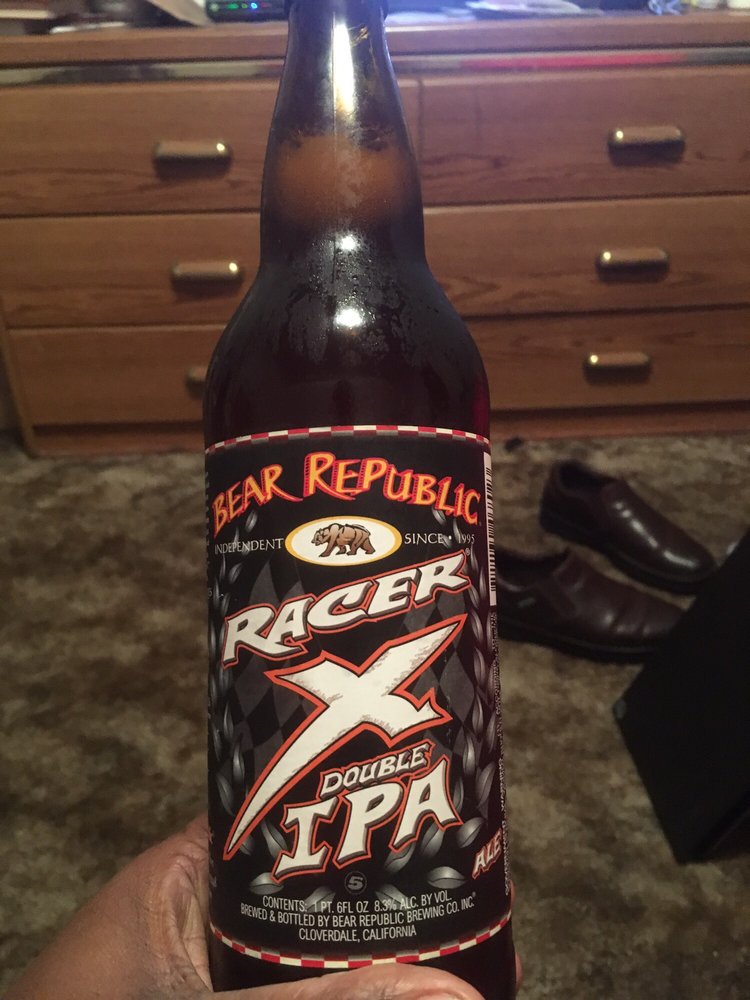 BEAR REPUBLIC
INDEPENDENT SINCE • 1995
RACER®
X
DOUBLE
IPA
ALE
5
CONTENTS: 1 PT. 6FL OZ 8.3% ALC. BY VOL.
BREWED & BOTTLED BY BEAR REPUBLIC BREWING CO. INC.®
CLOVERDALE, CALIFORNIA